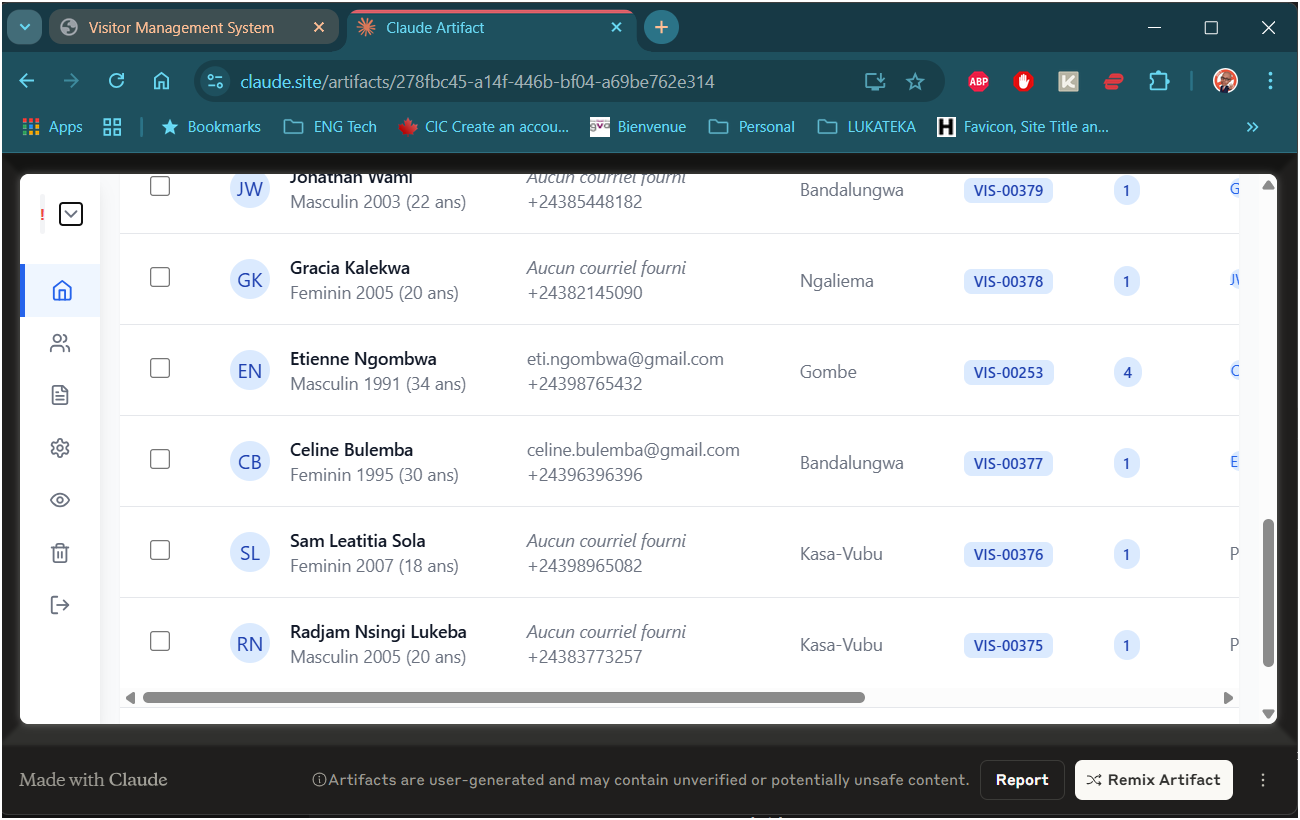 Visitor Management System
Claude Artifact
claude.site/artifacts/278fbc45-a14f-446b-bf04-a69be762e314
ABP
K
Apps
Bookmarks
ENG Tech
CIC Create an accou...
gva
Bienvenue
Personal
LUKATEKA
H
Favicon, Site Title an...
!
JW
Jonathan Wami
Masculin 2003 (22 ans)
Aucun courriel fourni
+24385448182
Bandalungwa
VIS-00379
1
G
GK
Gracia Kalekwa
Feminin 2005 (20 ans)
Aucun courriel fourni
+24382145090
Ngaliema
VIS-00378
1
EN
Etienne Ngombwa
Masculin 1991 (34 ans)
eti.ngombwa@gmail.com
+24398765432
Gombe
VIS-00253
4
CB
Celine Bulemba
Feminin 1995 (30 ans)
celine.bulemba@gmail.com
+24396396396
Bandalungwa
VIS-00377
1
E
SL
Sam Leatitia Sola
Feminin 2007 (18 ans)
Aucun courriel fourni
+24398965082
Kasa-Vubu
VIS-00376
1
P
RN
Radjam Nsingi Lukeba
Masculin 2005 (20 ans)
Aucun courriel fourni
+24383773257
Kasa-Vubu
VIS-00375
1
P
Made with Claude
Artifacts are user-generated and may contain unverified or potentially unsafe content.
Report
Remix Artifact